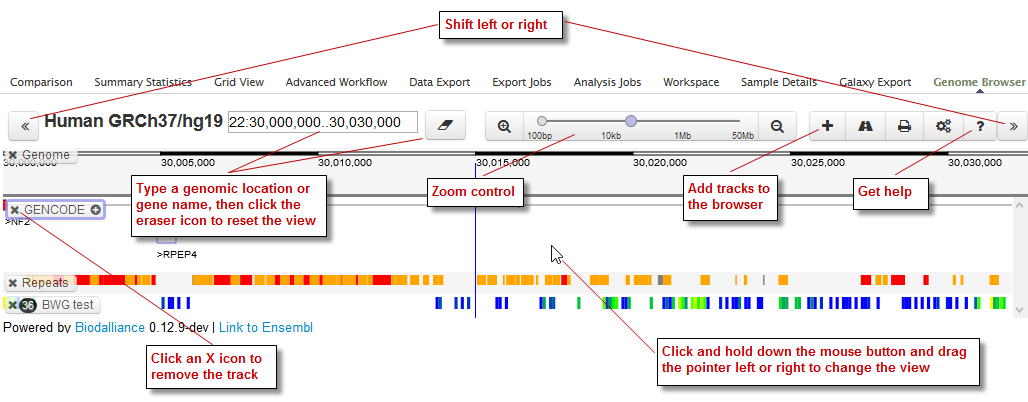 Shift left or right
Comparison Summary Statistics Grid View Advanced Workflow Data Export Export Jobs Analysis Jobs Workspace Sample Details Galaxy Export Genome Browser
« Human GRCh37/hg19 22:30,000,000..30,030,000 ? »
100bp 10kb 1Mb 50Mb
Genome
30,005,000 30,010,000 30,015,000 30,020,000 30,025,000 30,030,000
Type a genomic location or
gene name, then click the
eraser icon to reset the view
Zoom control
Add tracks to
the browser
Get help
GENCODE
>NF2
>RPEP4
Repeats
36 BWG test
Powered by Biodalliance 0.12.9-dev | Link to Ensembl
Click an X icon to
remove the track
Click and hold down the mouse button and drag
the pointer left or right to change the view